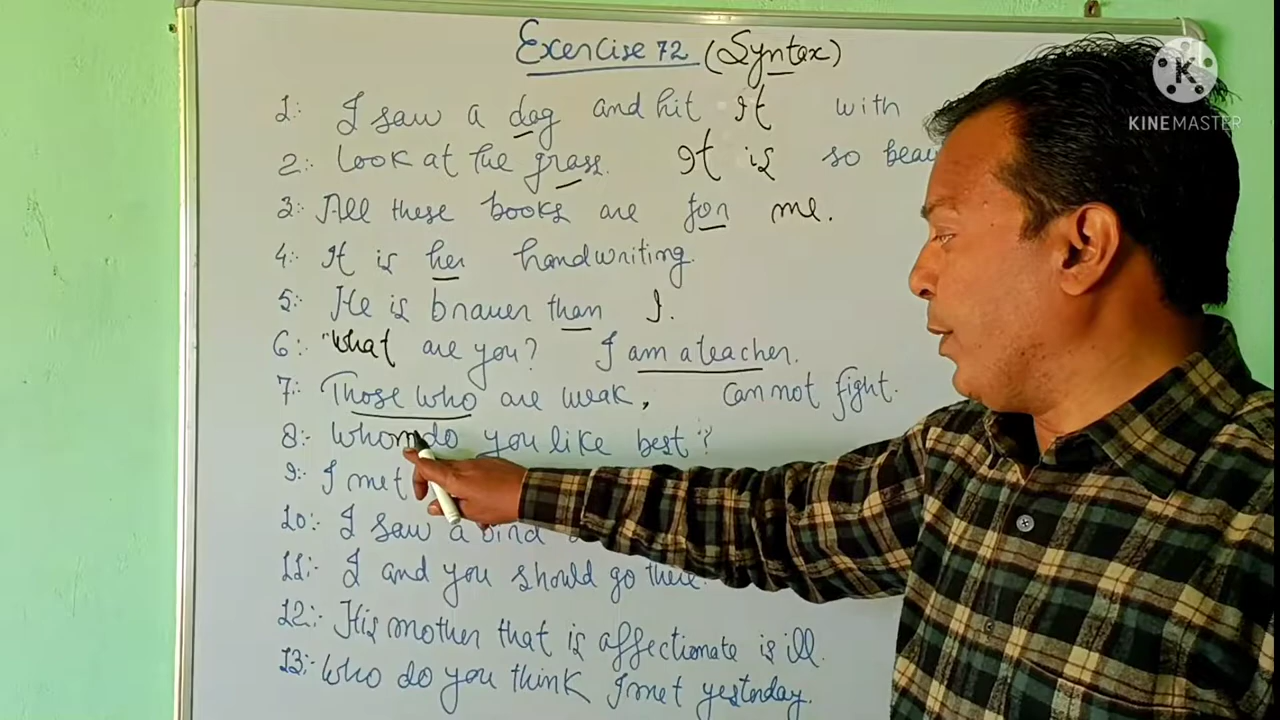 Exercise 72 (Syntax)
1:- I saw a dog and hit It with
2:- Look at the grass. It is so
3:- All these books are for me.
4:- It is her handwriting.
5:- He is braver than I.
6:- "What are you? I am a teacher.
7:- Those who are weak, cannot fight.
8:- Whom do you like best?
9:- I met
10:- I saw a bird
11:- I and you should go there.
12:- His mother that is affectionate is ill.
13:- Who do you think I met yesterday.
K
KINEMASTER